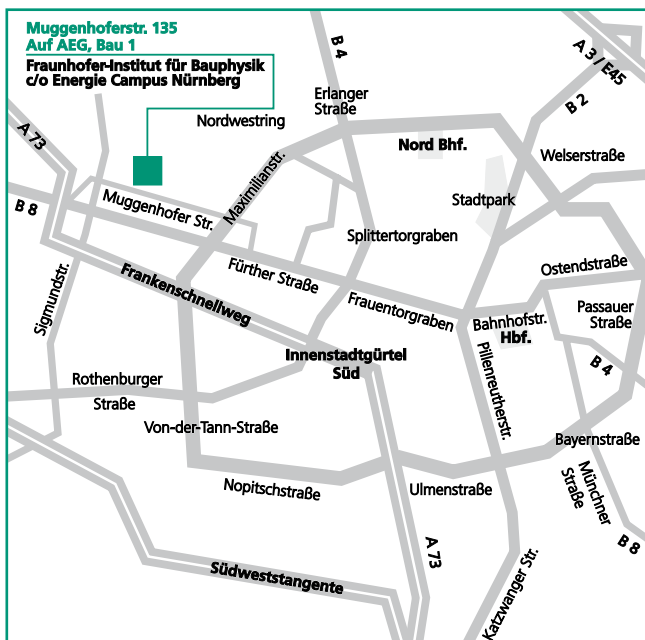 Muggenhoferstr. 135
Auf AEG, Bau 1
Fraunhofer-Institut für Bauphysik
c/o Energie Campus Nürnberg
B 4
A 3 / E45
B 2
Erlanger
Straße
Nordwestring
A 73
Nord Bhf.
Welserstraße
Maximilianstr.
Stadtpark
B 8
Muggenhofer Str.
Splittertorgraben
Sigmundstr.
Frankenschnellweg
Fürther Straße
Ostendstraße
Frauentorgraben
Bahnhofstr.
Hbf.
Passauer
Straße
Innenstadtgürtel
Süd
Pillenreutherstr.
B 4
Rothenburger
Straße
Von-der-Tann-Straße
Bayernstraße
Nopitschstraße
Ulmenstraße
Münchner
Straße
A 73
B 8
Südweststangente
Katzwanger Str.